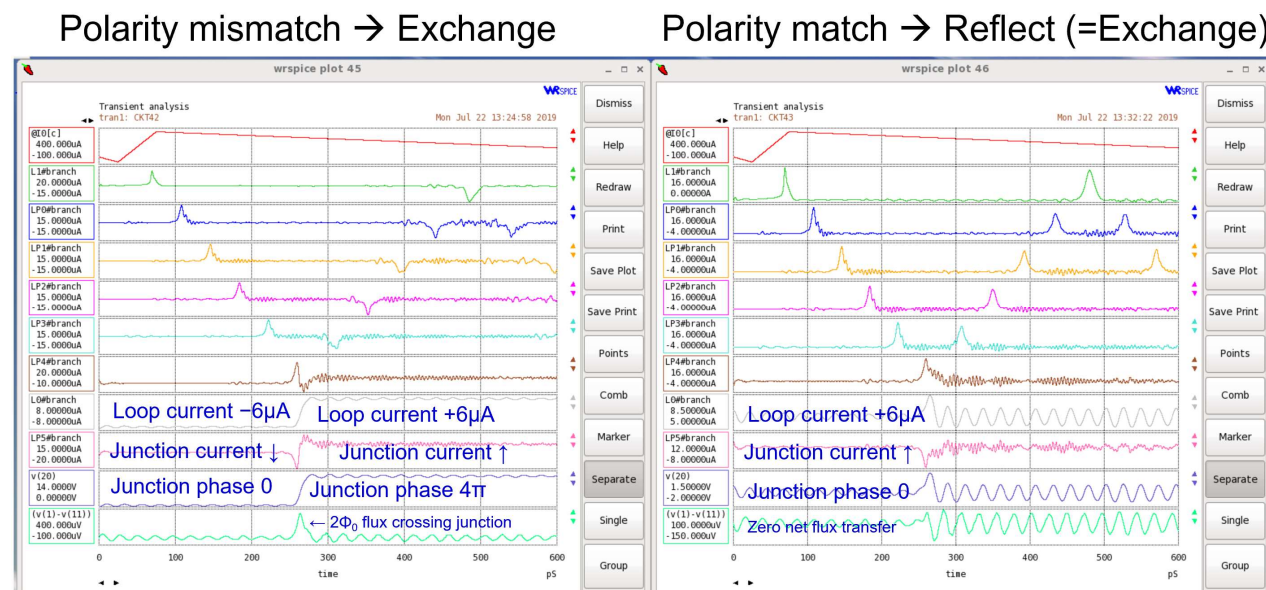 Polarity mismatch → Exchange
Polarity match → Reflect (=Exchange)
wrspice plot 45
WRSPICE
Transient analysis
tran1: CKT42
Mon Jul 22 13:24:58 2019
@I0[c]
400.000uA
-100.000uA
L1#branch
20.0000uA
-15.0000uA
LP0#branch
15.0000uA
-15.0000uA
LP1#branch
15.0000uA
-15.0000uA
LP2#branch
15.0000uA
-15.0000uA
LP3#branch
15.0000uA
-15.0000uA
LP4#branch
20.0000uA
-10.0000uA
L0#branch
8.00000uA
-8.00000uA
LP5#branch
15.0000uA
-20.0000uA
v(20)
14.0000V
0.00000V
(v(1)-v(11))
400.000uV
-100.000uV
Loop current −6µA
Loop current +6µA
Junction current ↓
Junction current ↑
Junction phase 0
Junction phase 4π
← 2Φ₀ flux crossing junction
0 100 200 300 400 500 600
time
pS
Dismiss
Help
Redraw
Print
Save Plot
Save Print
Points
Comb
Marker
Separate
Single
Group
wrspice plot 46
WRSPICE
Transient analysis
tran1: CKT43
Mon Jul 22 13:32:22 2019
@I0[c]
400.000uA
-100.000uA
L1#branch
16.0000uA
0.00000A
LP0#branch
16.0000uA
-4.00000uA
LP1#branch
16.0000uA
-4.00000uA
LP2#branch
16.0000uA
-4.00000uA
LP3#branch
16.0000uA
-4.00000uA
LP4#branch
16.0000uA
-4.00000uA
L0#branch
8.50000uA
5.00000uA
LP5#branch
12.0000uA
-8.00000uA
v(20)
1.50000V
-2.00000V
(v(1)-v(11))
100.0000uV
-150.000uV
Loop current +6µA
Junction current ↑
Junction phase 0
Zero net flux transfer
0 100 200 300 400 500 600
time
pS
Dismiss
Help
Redraw
Print
Save Plot
Save Print
Points
Comb
Marker
Separate
Single
Group